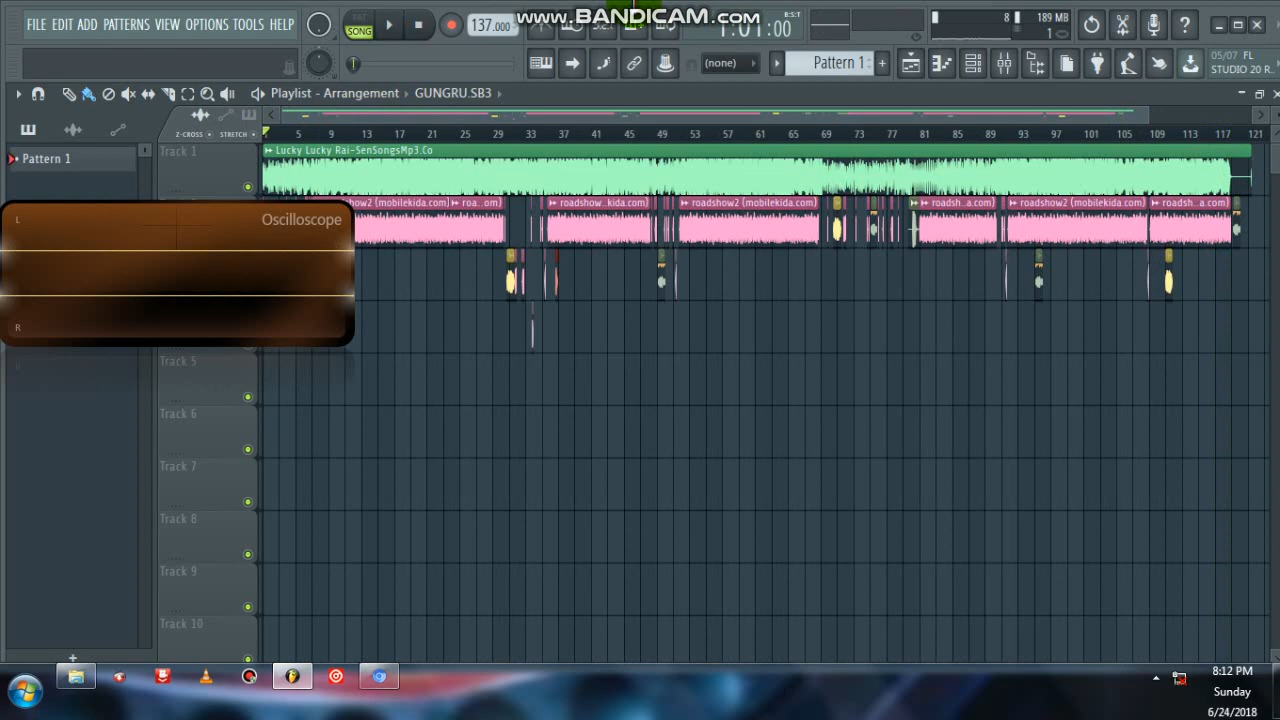 FILE EDIT ADD PATTERNS VIEW OPTIONS TOOLS HELP
SONG
137.000
www.BANDICAM.com
1:01:00
B:S:T
8
189 MB
1
(none)
Pattern 1
05/07 FL
STUDIO 20 R..
Playlist - Arrangement
GUNGRU.SB3
Z-CROSS
STRETCH
5 9 13 17 21 25 29 33 37 41 45 49 53 57 61 65 69 73 77 81 85 89 93 97 101 105 109 113 117 121
Pattern 1
Track 1
Lucky Lucky Rai-SenSongsMp3.Co
how2 (mobilekida.com)
roa...om)
roadshow...kida.com)
roadshow2 (mobilekida.com)
roadsh...a.com)
roadshow2 (mobilekida.com)
roadsh...a.com)
L
Oscilloscope
R
Track 5
Track 6
Track 7
Track 8
Track 9
Track 10
8:12 PM
Sunday
6/24/2018